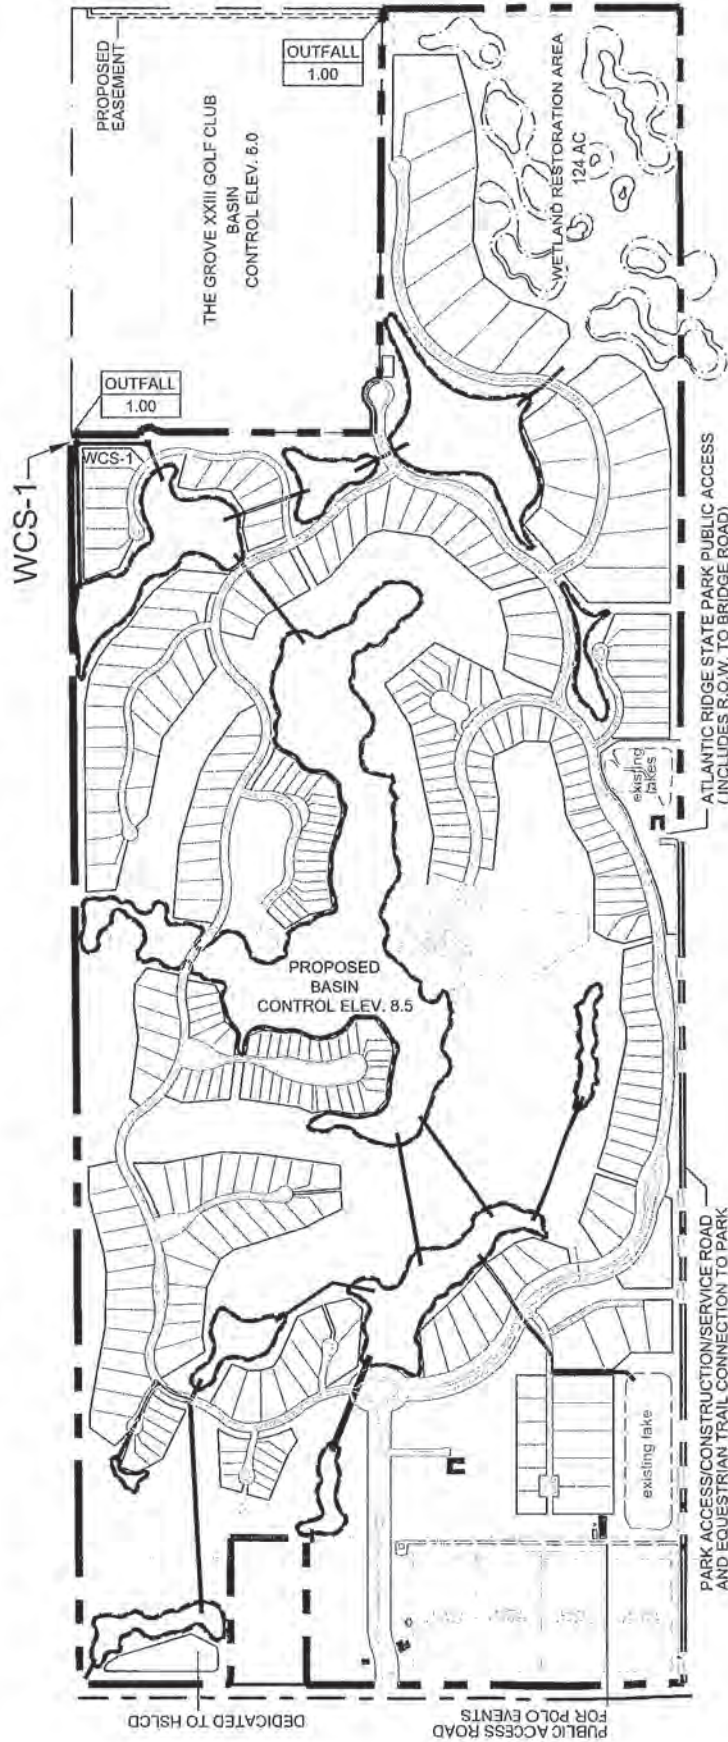 PROPOSED
EASEMENT
OUTFALL
1.00
THE GROVE XXIII GOLF CLUB
BASIN
CONTROL ELEV. 6.0
WETLAND RESTORATION AREA
124 AC
OUTFALL
1.00
WCS-1
WCS-1
existing
lakes
ATLANTIC RIDGE STATE PARK PUBLIC ACCESS
(INCLUDES R.O.W. TO BRIDGE ROAD)
PROPOSED
BASIN
CONTROL ELEV. 8.5
PARK ACCESS/CONSTRUCTION/SERVICE ROAD
AND EQUESTRIAN TRAIL CONNECTION TO PARK
existing lake
DEDICATED TO HSLCD
PUBLIC ACCESS ROAD
FOR POLO EVENTS